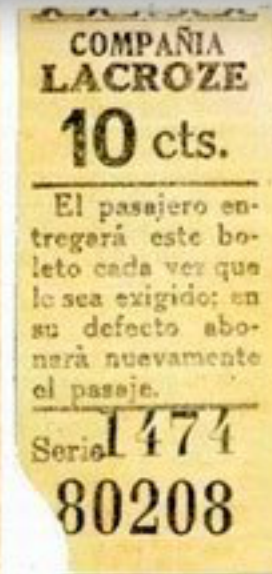 COMPAÑIA
LACROZE
10 cts.
El pasajero en-
tregará este bo-
leto cada vez que
le sea exigido; en
su defecto abo-
nará nuevamente
el pasaje.
Serie 1474
80208